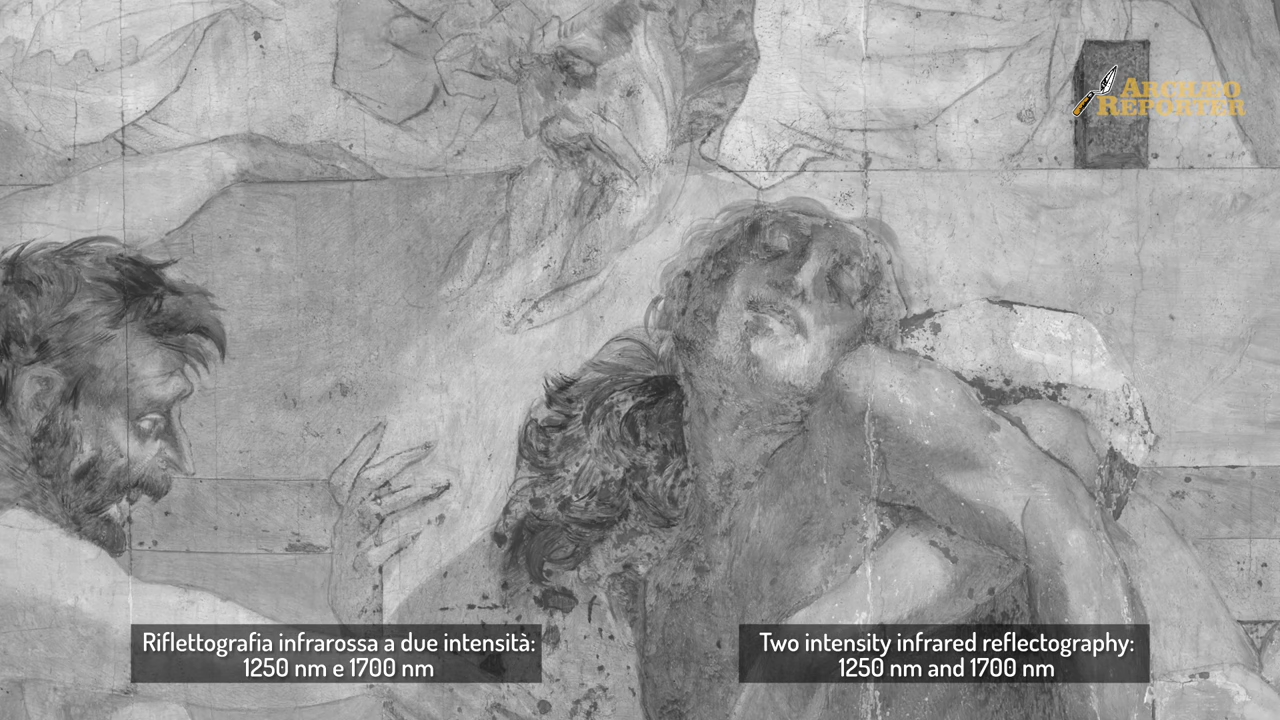 ARCHÆO
REPORTER
Riflettografia infrarossa a due intensità:
1250 nm e 1700 nm
Two intensity infrared reflectography:
1250 nm and 1700 nm